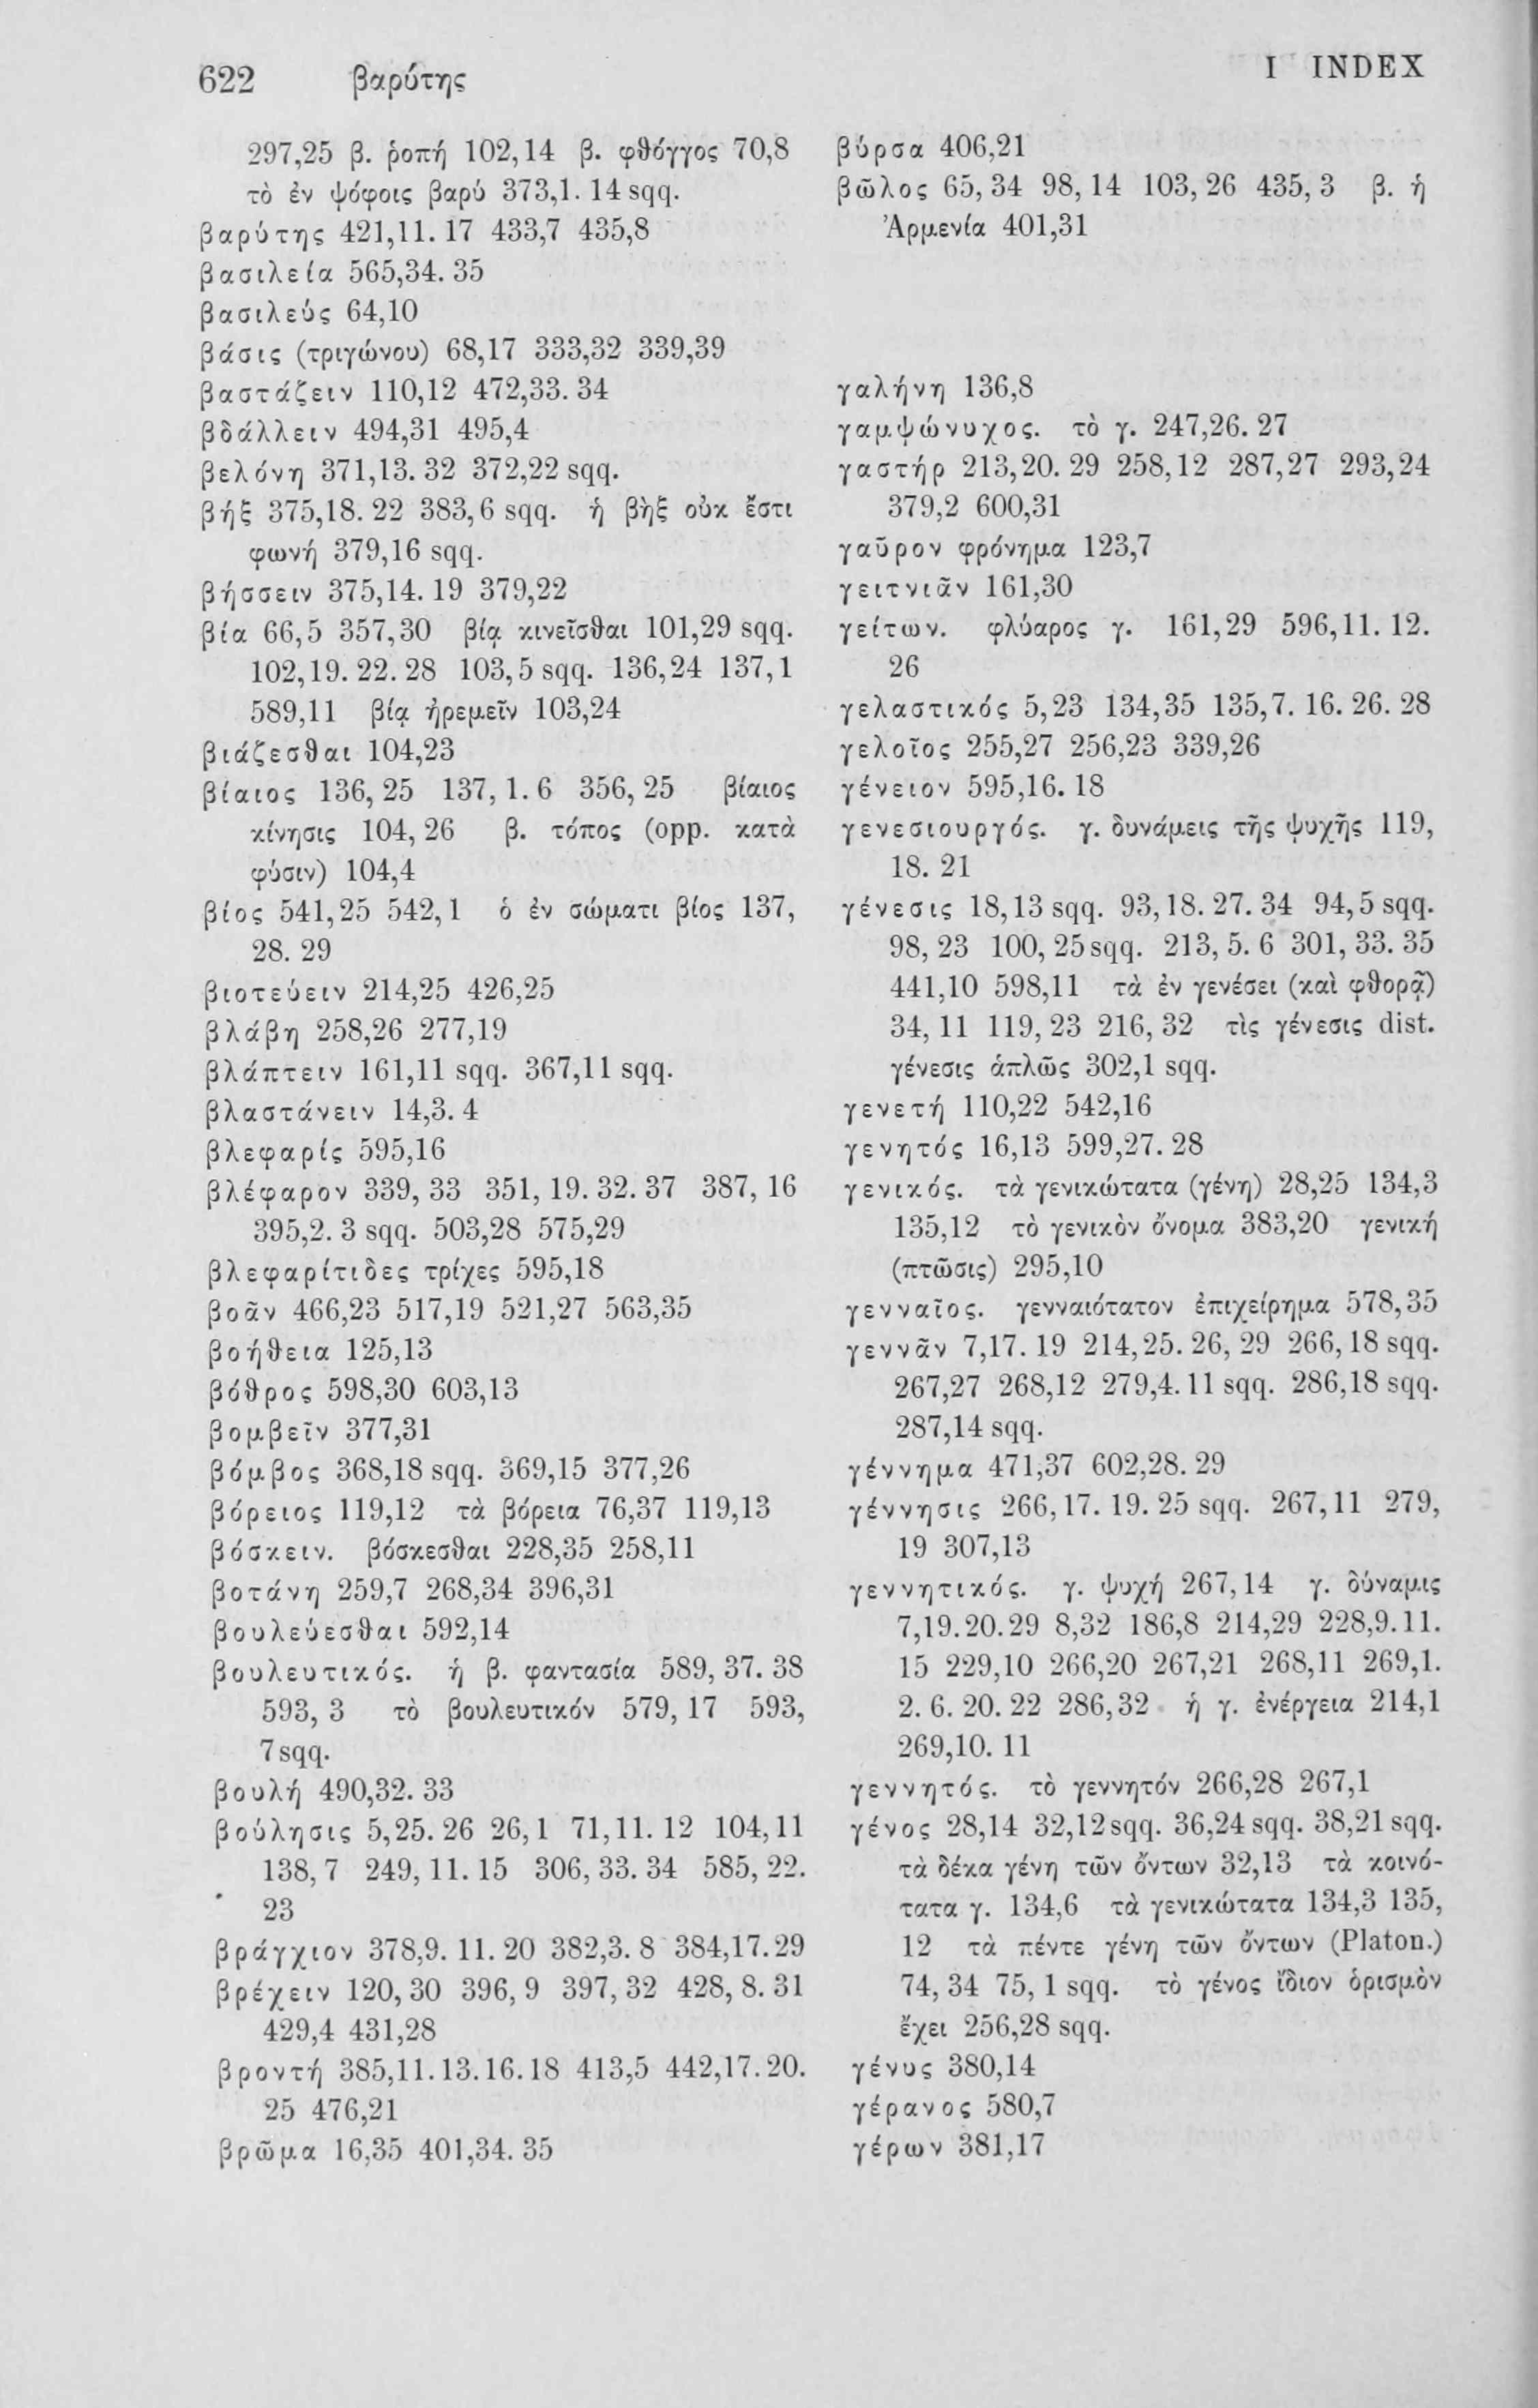 622 βαρύτης
I INDEX
297,25 β. ῥοπή 102,14 β. φθόγγος 70,8
τὸ ἐν ψόφοις βαρύ 373,1. 14 sqq.
βαρύτης 421,11. 17 433,7 435,8
βασιλεία 565,34. 35
βασιλεύς 64,10
βάσις (τριγώνου) 68,17 333,32 339,39
βαστάζειν 110,12 472,33. 34
βδάλλειν 494,31 495,4
βελόνη 371,13. 32 372,22 sqq.
βήξ 375,18. 22 383,6 sqq. ἡ βὴξ οὐκ ἔστι
φωνή 379,16 sqq.
βήσσειν 375,14. 19 379,22
βία 66,5 357,30 βίᾳ κινεῖσθαι 101,29 sqq.
102,19. 22. 28 103,5 sqq. 136,24 137,1
589,11 βίᾳ ἠρεμεῖν 103,24
βιάζεσθαι 104,23
βίαιος 136, 25 137, 1. 6 356, 25 βίαιος
κίνησις 104, 26 β. τόπος (opp. κατὰ
φύσιν) 104,4
βίος 541,25 542,1 ὁ ἐν σώματι βίος 137,
28. 29
βιοτεύειν 214,25 426,25
βλάβη 258,26 277,19
βλάπτειν 161,11 sqq. 367,11 sqq.
βλαστάνειν 14,3. 4
βλεφαρίς 595,16
βλέφαρον 339, 33 351, 19. 32. 37 387, 16
395,2. 3 sqq. 503,28 575,29
βλεφαρίτιδες τρίχες 595,18
βοᾶν 466,23 517,19 521,27 563,35
βοήθεια 125,13
βόθρος 598,30 603,13
βομβεῖν 377,31
βόμβος 368,18 sqq. 369,15 377,26
βόρειος 119,12 τὰ βόρεια 76,37 119,13
βόσκειν. βόσκεσθαι 228,35 258,11
βοτάνη 259,7 268,34 396,31
βουλεύεσθαι 592,14
βουλευτικός. ἡ β. φαντασία 589, 37. 38
593, 3 τὸ βουλευτικόν 579, 17 593,
7 sqq.
βουλή 490,32. 33
βούλησις 5,25. 26 26,1 71,11. 12 104,11
138, 7 249, 11. 15 306, 33. 34 585, 22.
23
βράγχιον 378,9. 11. 20 382,3. 8 384,17. 29
βρέχειν 120, 30 396, 9 397, 32 428, 8. 31
429,4 431,28
βροντή 385,11. 13. 16. 18 413,5 442,17. 20.
25 476,21
βρῶμα 16,35 401,34. 35
βύρσα 406,21
βῶλος 65, 34 98, 14 103, 26 435, 3 β. ἡ
Ἀρμενία 401,31
γαλήνη 136,8
γαμψώνυχος. τὸ γ. 247,26. 27
γαστήρ 213,20. 29 258,12 287,27 293,24
379,2 600,31
γαῦρον φρόνημα 123,7
γειτνιᾶν 161,30
γείτων. φλύαρος γ. 161,29 596,11. 12.
26
γελαστικός 5,23 134,35 135,7. 16. 26. 28
γελοῖος 255,27 256,23 339,26
γένειον 595,16. 18
γενεσιουργός. γ. δυνάμεις τῆς ψυχῆς 119,
18. 21
γένεσις 18,13 sqq. 93,18. 27. 34 94,5 sqq.
98, 23 100, 25 sqq. 213, 5. 6 301, 33. 35
441,10 598,11 τὰ ἐν γενέσει (καὶ φθορᾷ)
34, 11 119, 23 216, 32 τὶς γένεσις dist.
γένεσις ἁπλῶς 302,1 sqq.
γενετή 110,22 542,16
γενητός 16,13 599,27. 28
γενικός. τὰ γενικώτατα (γένη) 28,25 134,3
135,12 τὸ γενικὸν ὄνομα 383,20 γενική
(πτῶσις) 295,10
γενναῖος. γενναιότατον ἐπιχείρημα 578,35
γεννᾶν 7,17. 19 214,25. 26, 29 266,18 sqq.
267,27 268,12 279,4. 11 sqq. 286,18 sqq.
287,14 sqq.
γέννημα 471,37 602,28. 29
γέννησις 266,17. 19. 25 sqq. 267,11 279,
19 307,13
γεννητικός. γ. ψυχή 267,14 γ. δύναμις
7,19. 20. 29 8,32 186,8 214,29 228,9. 11.
15 229,10 266,20 267,21 268,11 269,1.
2. 6. 20. 22 286,32 ἡ γ. ἐνέργεια 214,1
269,10. 11
γεννητός. τὸ γεννητόν 266,28 267,1
γένος 28,14 32,12 sqq. 36,24 sqq. 38,21 sqq.
τὰ δέκα γένη τῶν ὄντων 32,13 τὰ κοινό-
τατα γ. 134,6 τὰ γενικώτατα 134,3 135,
12 τὰ πέντε γένη τῶν ὄντων (Platon.)
74, 34 75, 1 sqq. τὸ γένος ἴδιον ὁρισμὸν
ἔχει 256,28 sqq.
γένυς 380,14
γέρανος 580,7
γέρων 381,17